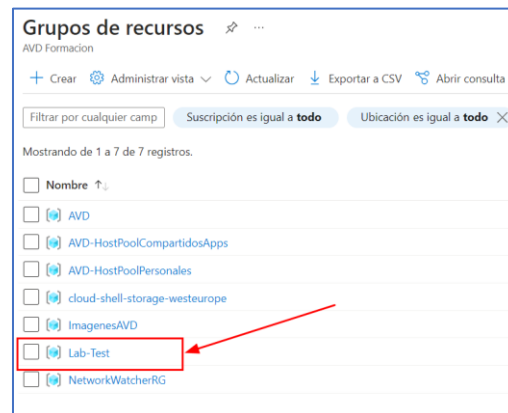 Grupos de recursos ...
AVD Formacion
+ Crear Administrar vista Actualizar Exportar a CSV Abrir consulta
Filtrar por cualquier camp Suscripción es igual a todo Ubicación es igual a todo X
Mostrando de 1 a 7 de 7 registros.
Nombre ↑↓
AVD
AVD-HostPoolCompartidosApps
AVD-HostPoolPersonales
cloud-shell-storage-westeurope
ImagenesAVD
Lab-Test
NetworkWatcherRG